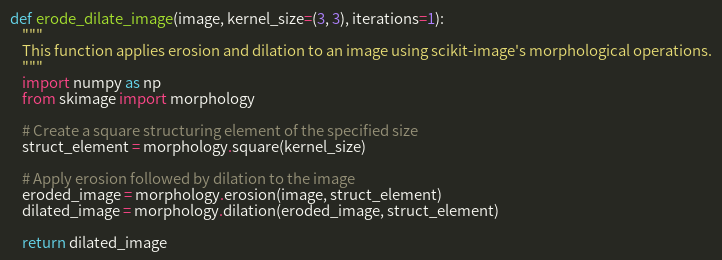 def erode_dilate_image(image, kernel_size=(3, 3), iterations=1):
    """
    This function applies erosion and dilation to an image using scikit-image's morphological operations.
    """
    import numpy as np
    from skimage import morphology

    # Create a square structuring element of the specified size
    struct_element = morphology.square(kernel_size)

    # Apply erosion followed by dilation to the image
    eroded_image = morphology.erosion(image, struct_element)
    dilated_image = morphology.dilation(eroded_image, struct_element)

    return dilated_image